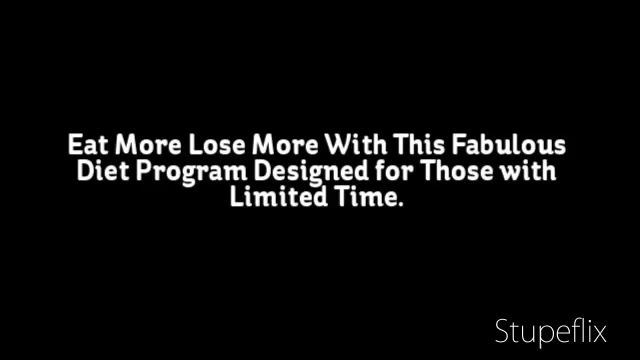 Eat More Lose More With This Fabulous
Diet Program Designed for Those with
Limited Time.
Stupeflix